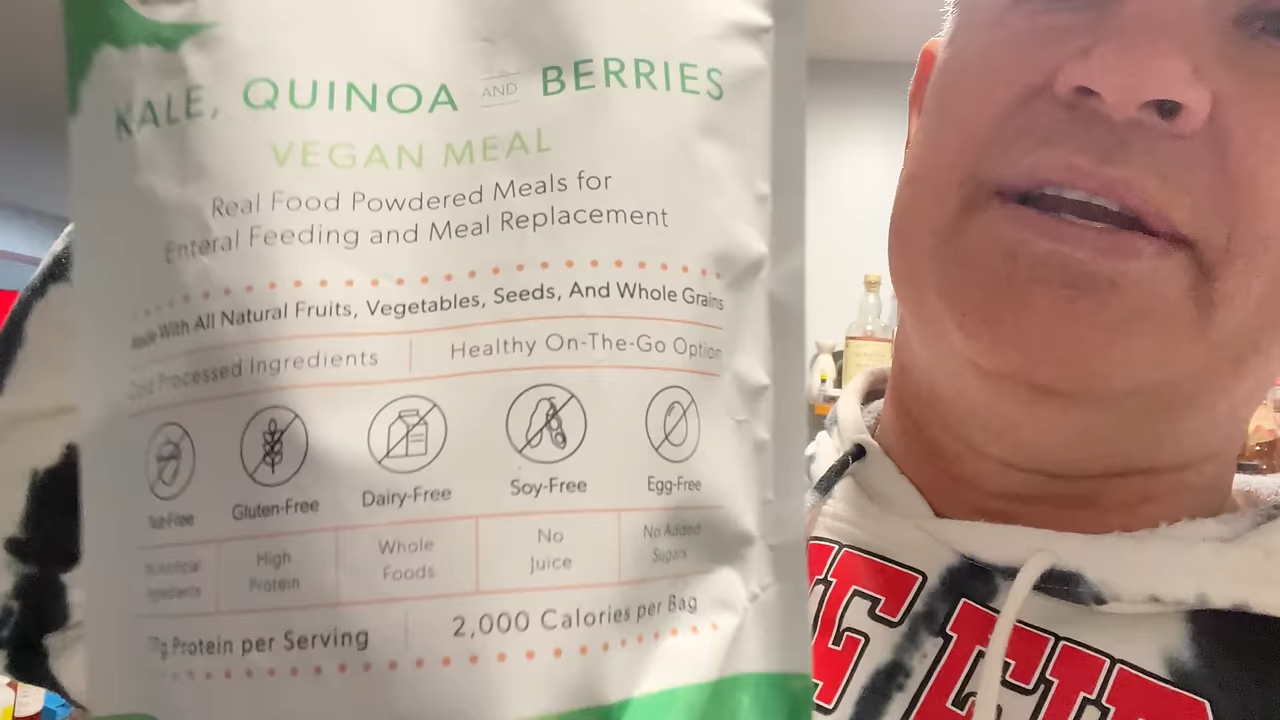 KALE, QUINOA AND BERRIES
VEGAN MEAL
Real Food Powdered Meals for
Enteral Feeding and Meal Replacement
Made With All Natural Fruits, Vegetables, Seeds, And Whole Grains
Processed Ingredients
Healthy On-The-Go Option
Gluten-Free
Dairy-Free
Soy-Free
Egg-Free
High
Protein
Whole
Foods
No
Juice
No Added
Sugars
Protein per Serving
2,000 Calories per Bag